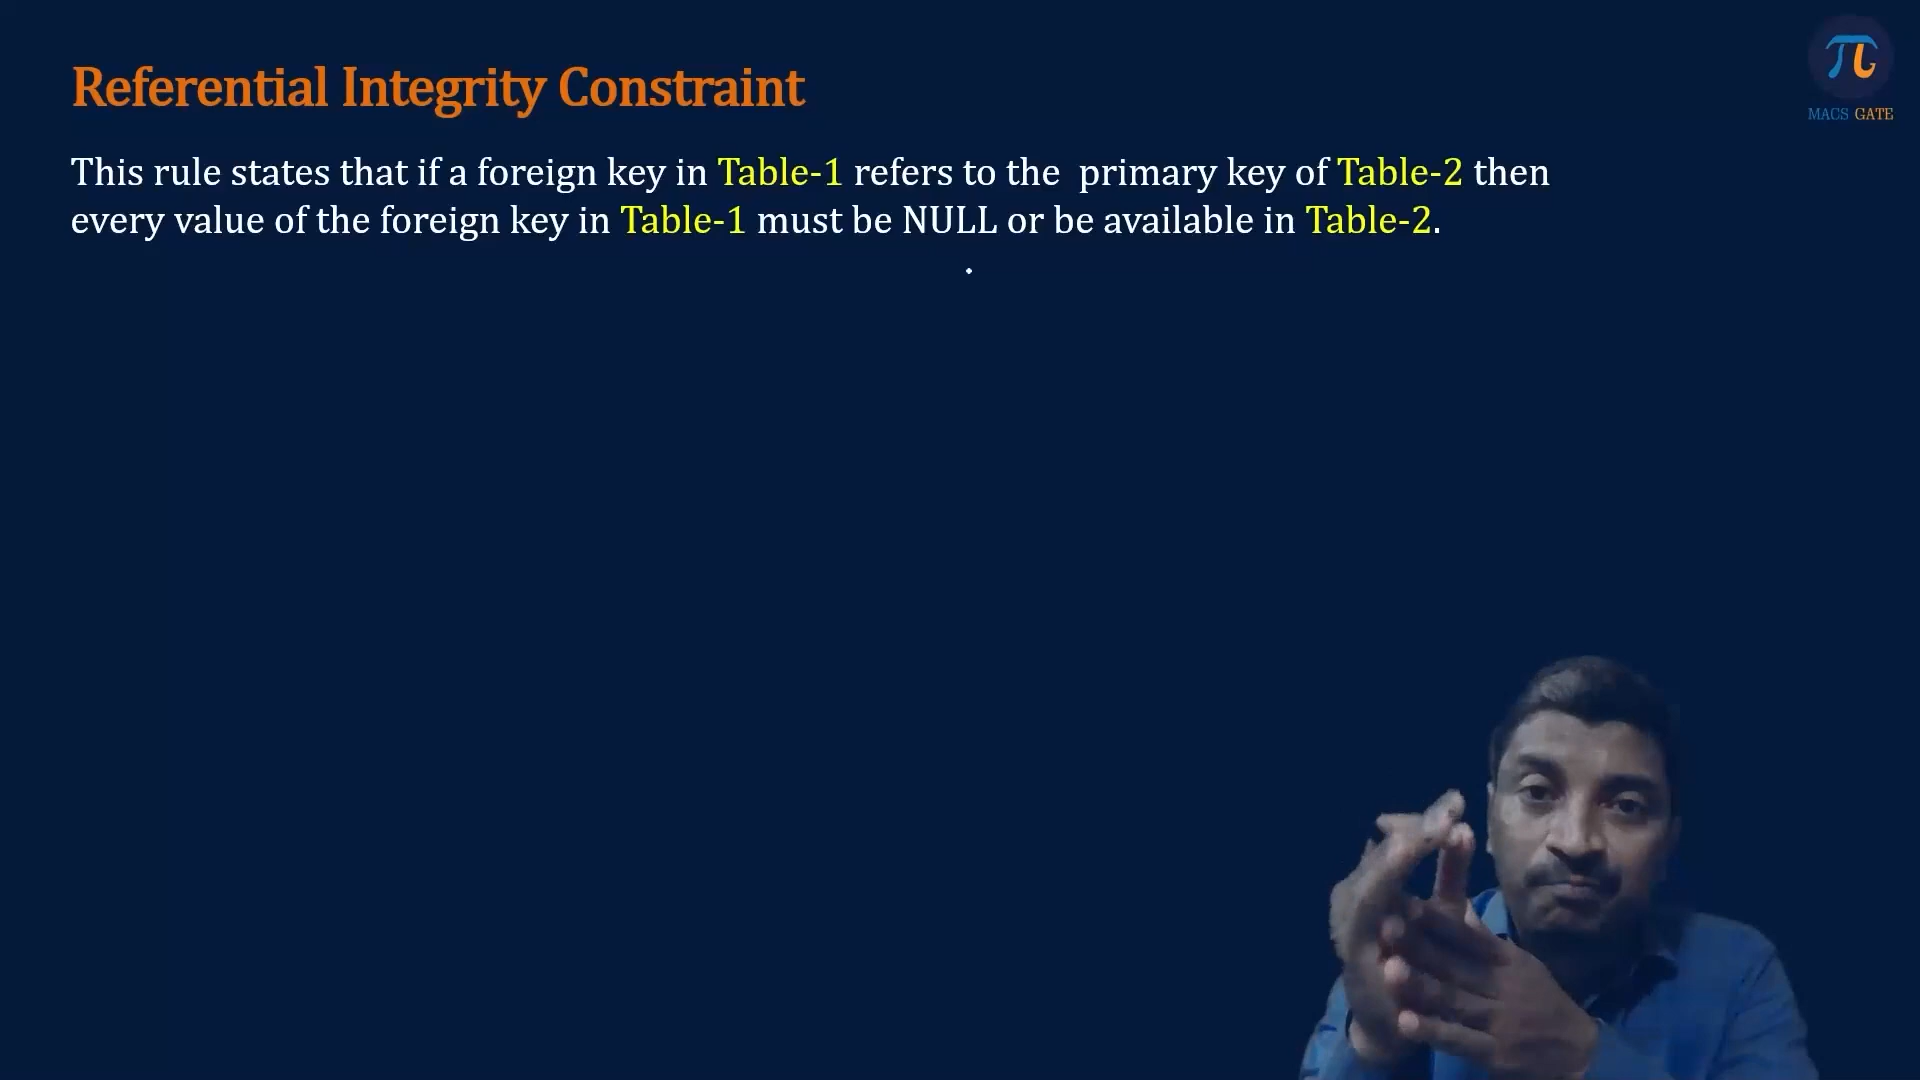 Referential Integrity Constraint
MACS GATE
This rule states that if a foreign key in Table-1 refers to the primary key of Table-2 then
every value of the foreign key in Table-1 must be NULL or be available in Table-2.